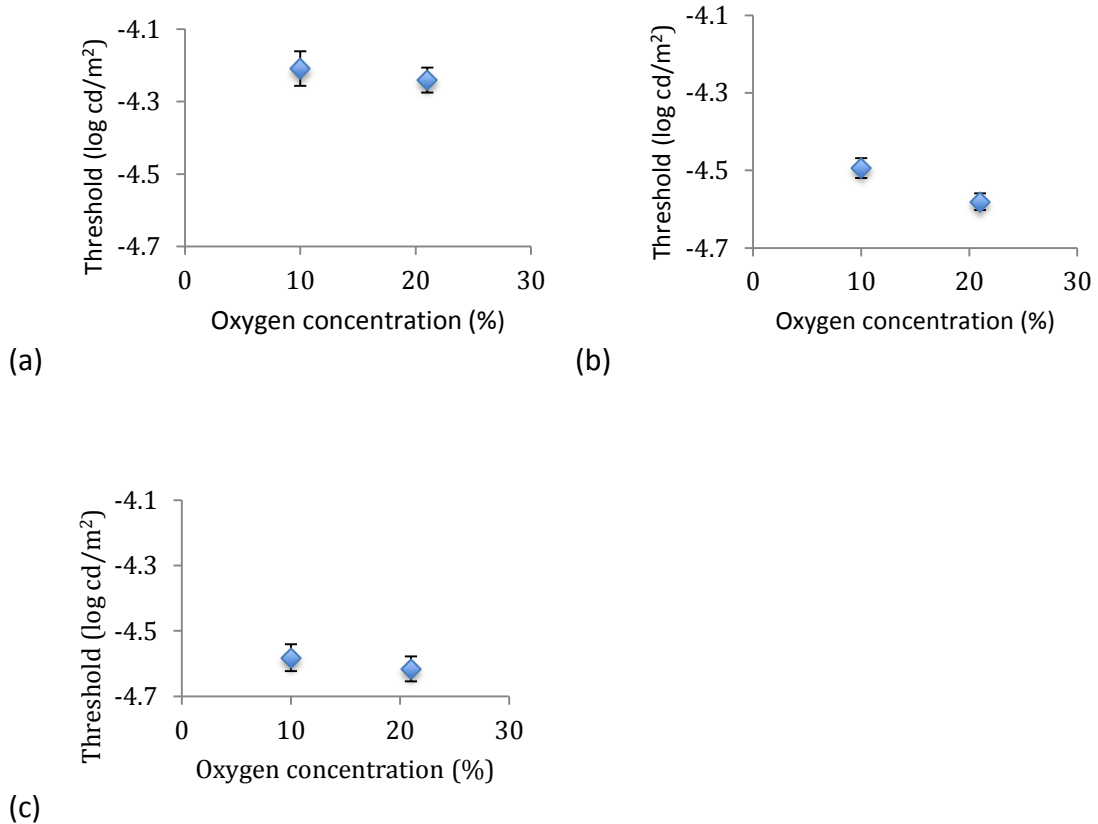 -4.1
-4.3
-4.5
-4.7
0 10 20 30
Threshold (log cd/m²)
Oxygen concentration (%)
(a)
-4.1
-4.3
-4.5
-4.7
0 10 20 30
Threshold (log cd/m²)
Oxygen concentration (%)
(b)
-4.1
-4.3
-4.5
-4.7
0 10 20 30
Threshold (log cd/m²)
Oxygen concentration (%)
(c)